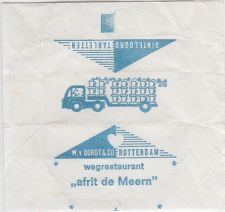 DINTELOORD TABLETTEN
W.v.OORDT&CO ROTTERDAM
wegrestaurant
„afrit de Meern”